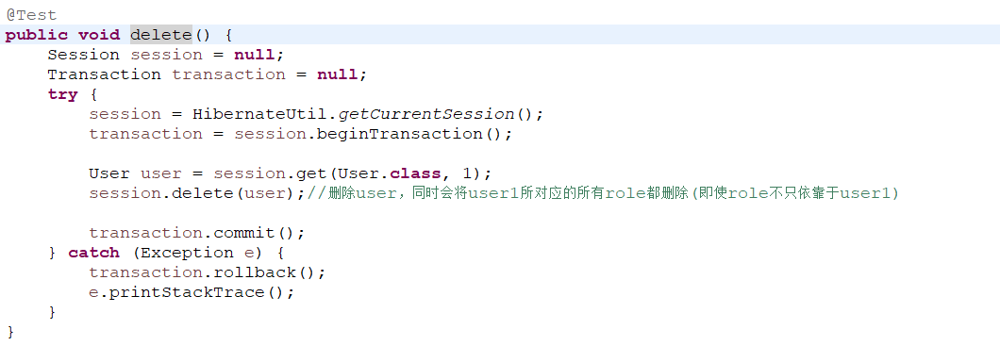 @Test
public void delete() {
    Session session = null;
    Transaction transaction = null;
    try {
        session = HibernateUtil.getCurrentSession();
        transaction = session.beginTransaction();
        User user = session.get(User.class, 1);
        session.delete(user);//删除user，同时会将user1所对应的所有role都删除(即使role不只依靠于user1)
        transaction.commit();
    } catch (Exception e) {
        transaction.rollback();
        e.printStackTrace();
    }
}